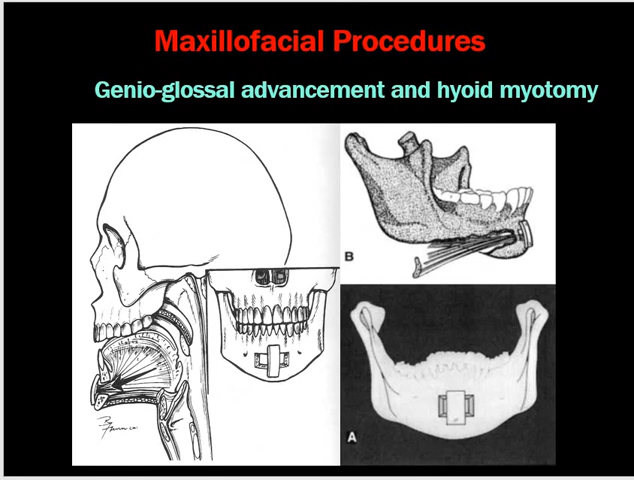 Maxillofacial Procedures
Genio-glossal advancement and hyoid myotomy
B
A